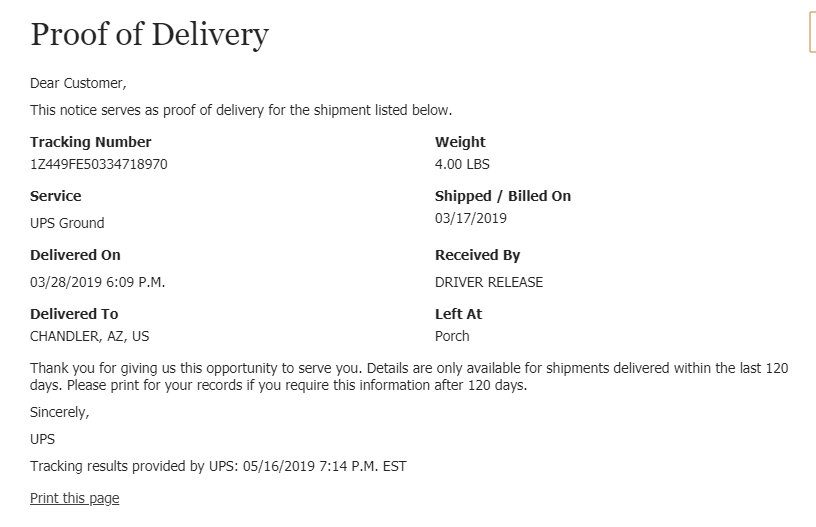 Proof of Delivery
Dear Customer,
This notice serves as proof of delivery for the shipment listed below.
Tracking Number
1Z449FE50334718970
Weight
4.00 LBS
Service
UPS Ground
Shipped / Billed On
03/17/2019
Delivered On
03/28/2019 6:09 P.M.
Received By
DRIVER RELEASE
Delivered To
CHANDLER, AZ, US
Left At
Porch
Thank you for giving us this opportunity to serve you. Details are only available for shipments delivered within the last 120
days. Please print for your records if you require this information after 120 days.
Sincerely,
UPS
Tracking results provided by UPS: 05/16/2019 7:14 P.M. EST
Print this page